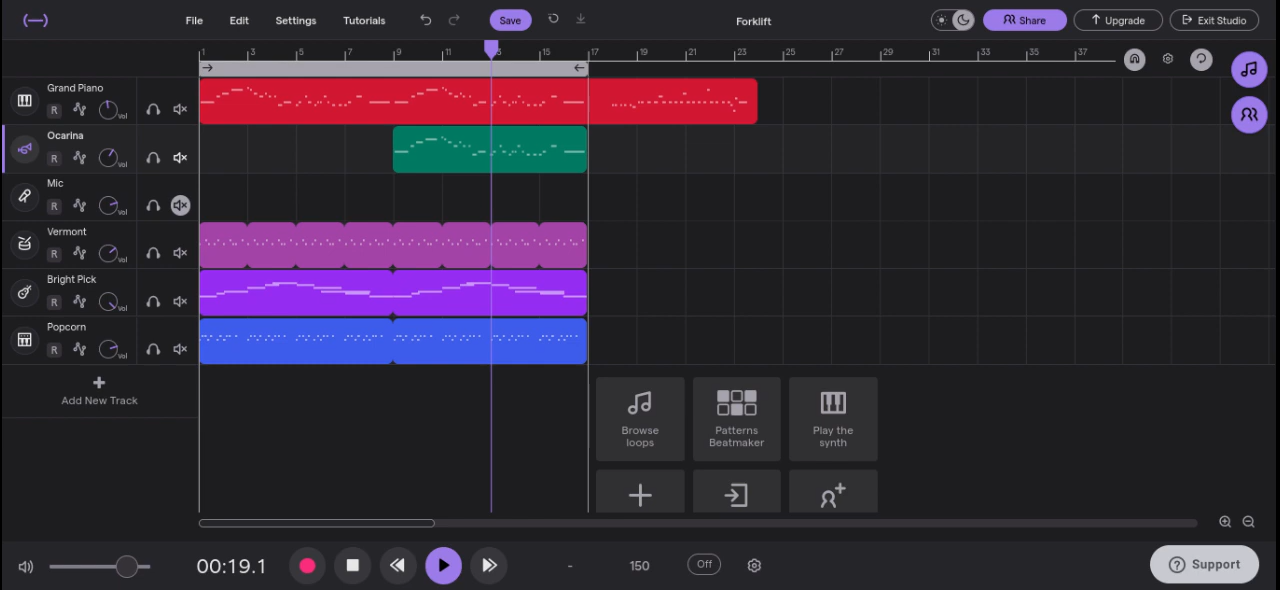 (—)
File Edit Settings Tutorials Save Forklift Share Upgrade Exit Studio
1 3 5 7 9 11 15 17 19 21 23 25 27 29 31 33 35 37
Grand Piano
R Vol
Ocarina
R Vol
Mic
R Vol
Vermont
R Vol
Bright Pick
R Vol
Popcorn
R Vol
Add New Track
Browse loops
Patterns Beatmaker
Play the synth
00:19.1 - 150 Off Support